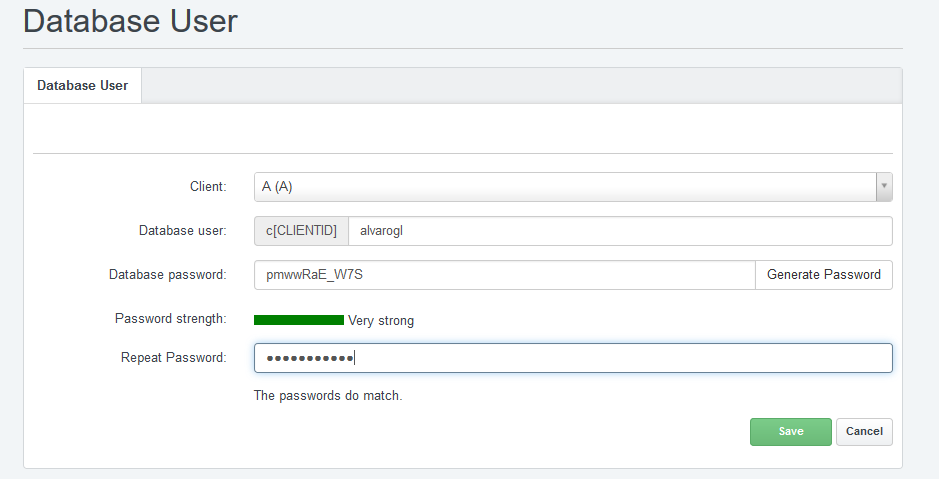 Database User
Database User
Client: A (A)
Database user: c[CLIENTID] alvarogl
Database password: pmwwRaE_W7S Generate Password
Password strength: Very strong
Repeat Password: ●●●●●●●●●●●
The passwords do match.
Save Cancel